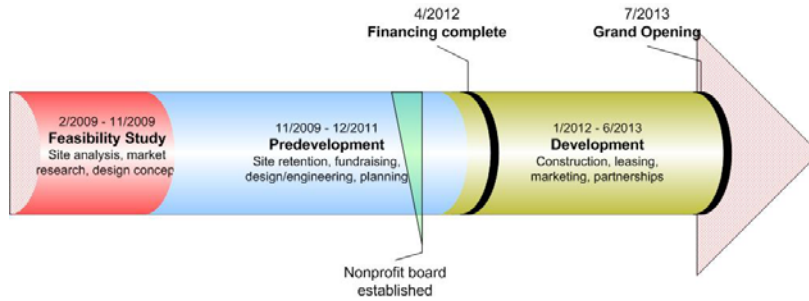 4/2012
Financing complete
7/2013
Grand Opening
2/2009 - 11/2009
Feasibility Study
Site analysis, market
research, design concep
11/2009 - 12/2011
Predevelopment
Site retention, fundraising,
design/engineering, planning
1/2012 - 6/2013
Development
Construction, leasing,
marketing, partnerships
Nonprofit board
established